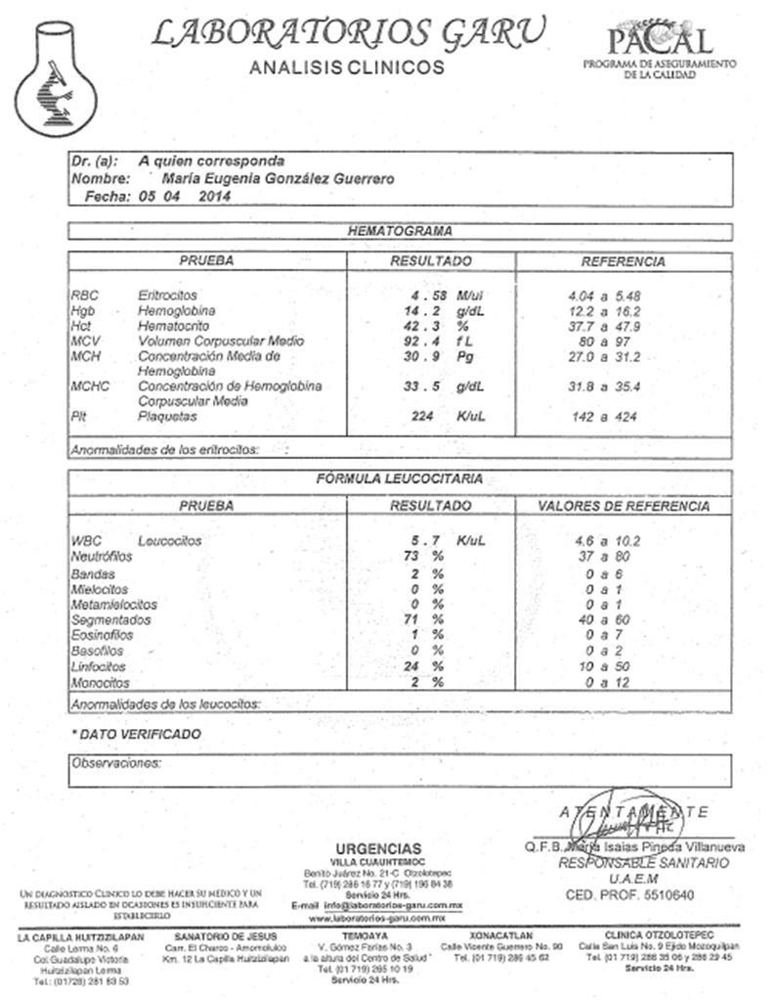 LABORATORIOS GARU
ANALISIS CLINICOS
PACAL
PROGRAMA DE ASEGURAMIENTO
DE LA CALIDAD
Dr. (a): A quien corresponda
Nombre: María Eugenia González Guerrero
Fecha: 05 04 2014
HEMATOGRAMA
PRUEBA RESULTADO REFERENCIA
RBC Eritrocitos 4 . 58 M/ul 4.04 a 5.48
Hgb Hemoglobina 14 . 2 g/dL 12.2 a 16.2
Hct Hematocrito 42 . 3 % 37.7 a 47.9
MCV Volumen Corpuscular Medio 92 . 4 fL 80 a 97
MCH Concentración Media de 30 . 9 Pg 27.0 a 31.2
Hemoglobina
MCHC Concentración de Hemoglobina 33 . 5 g/dL 31.8 a 35.4
Corpuscular Media
Plt Plaquetas 224 K/uL 142 a 424
Anormalidades de los eritrocitos: :
FÓRMULA LEUCOCITARIA
PRUEBA RESULTADO VALORES DE REFERENCIA
WBC Leucocitos 5 . 7 K/uL 4.6 a 10.2
Neutrófilos 73 % 37 a 80
Bandas 2 % 0 a 6
Mielocitos 0 % 0 a 1
Metamielocitos 0 % 0 a 1
Segmentados 71 % 40 a 60
Eosinofilos 1 % 0 a 7
Basofilos 0 % 0 a 2
Linfocitos 24 % 10 a 50
Monocitos 2 % 0 a 12
Anormalidades de los leucocitos:
* DATO VERIFICADO
Observaciones:
ATENTAMENTE
Q.F.B. María Isaias Pineda Villanueva
RESPONSABLE SANITARIO
U.A.E.M
CED. PROF. 5510640
URGENCIAS
VILLA CUAUHTEMOC
Benito Juárez No. 21-C Otzolotepec
Tel. (719) 286 16 77 y (719) 196 84 38
Servicio 24 Hrs.
E-mail info@laboratorios-garu.com.mx
www.laboratorios-garu.com.mx
UN DIAGNOSTICO CLINICO LO DEBE HACER SU MEDICO Y UN
RESULTADO AISLADO EN OCASIONES ES INSUFICIENTE PARA
ESTABLECERLO
LA CAPILLA HUITZIZILAPAN
Calle Lerma No. 6
Col. Guadalupe Victoria
Huitzizilapan Lerma
Tel.: (01728) 281 83 53
SANATORIO DE JESUS
Carr. El Charco - Amomolulco
Km. 12 La Capilla Huitzizilapan
TEMOAYA
V. Gómez Farías No. 3
a la altura del Centro de Salud
Tel. (01 719) 265 10 19
Servicio 24 Hrs.
XONACATLAN
Calle Vicente Guerrero No. 90
Tel. (01 719) 286 45 62
CLINICA OTZOLOTEPEC
Calle San Luis No. 9 Ejido Mozoquilpan
Tel. (01 719) 286 35 06 y 286 29 45
Servicio 24 Hrs.